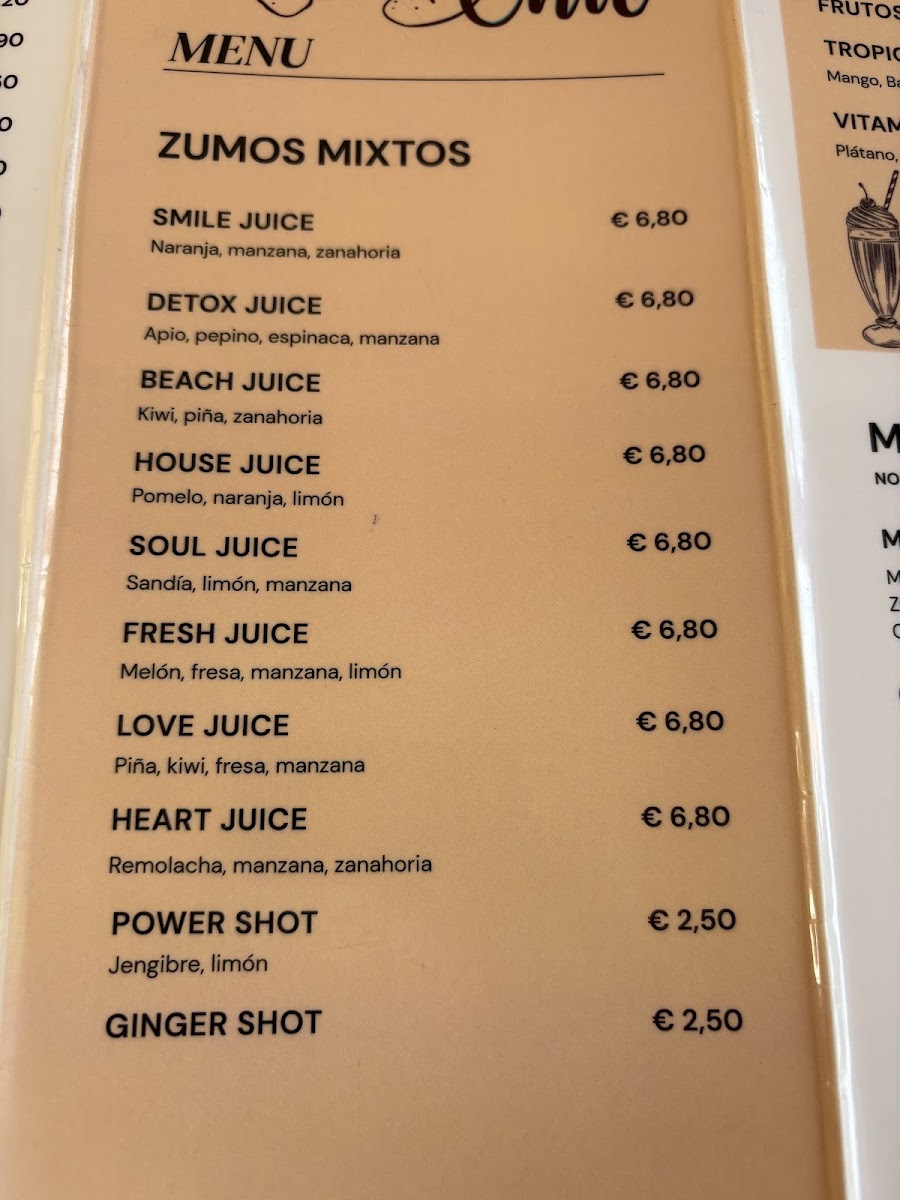 MENU
ZUMOS MIXTOS
SMILE JUICE € 6,80
Naranja, manzana, zanahoria
DETOX JUICE € 6,80
Apio, pepino, espinaca, manzana
BEACH JUICE € 6,80
Kiwi, piña, zanahoria
HOUSE JUICE € 6,80
Pomelo, naranja, limón
SOUL JUICE € 6,80
Sandía, limón, manzana
FRESH JUICE € 6,80
Melón, fresa, manzana, limón
LOVE JUICE € 6,80
Piña, kiwi, fresa, manzana
HEART JUICE € 6,80
Remolacha, manzana, zanahoria
POWER SHOT € 2,50
Jengibre, limón
GINGER SHOT € 2,50
FRUTOS
Mango,
Plátano,